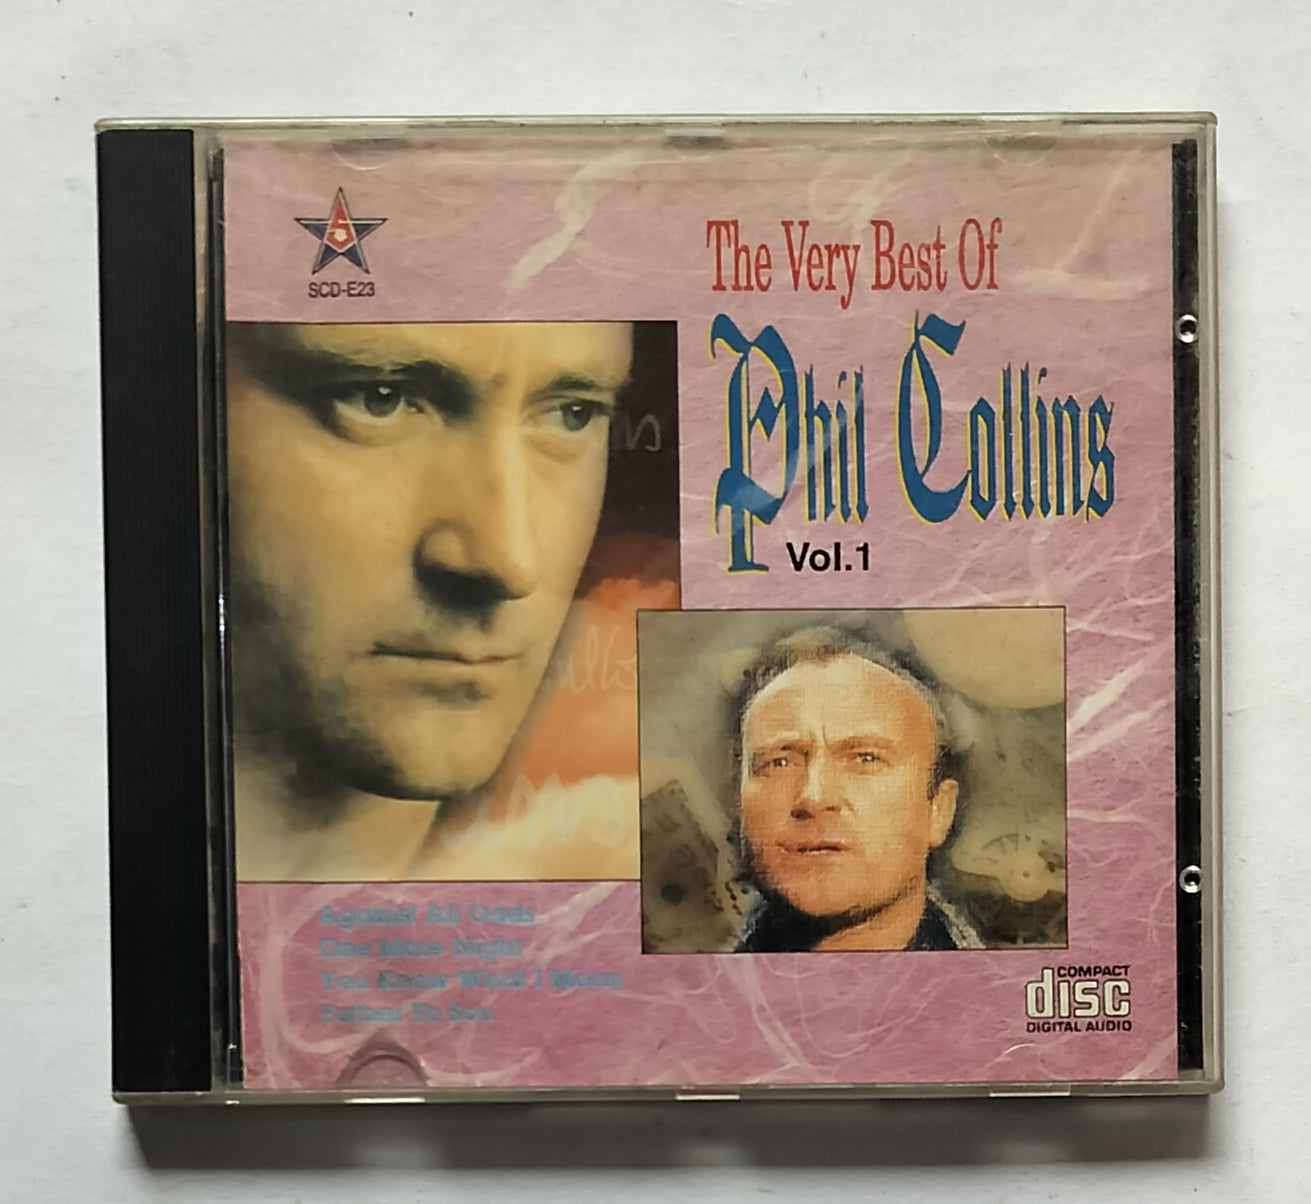 5
SCD-E23
The Very Best Of
Phil Collins
Vol.1
Against All Odds
One More Night
You Know What I Mean
Father To Son
COMPACT
disc
DIGITAL AUDIO